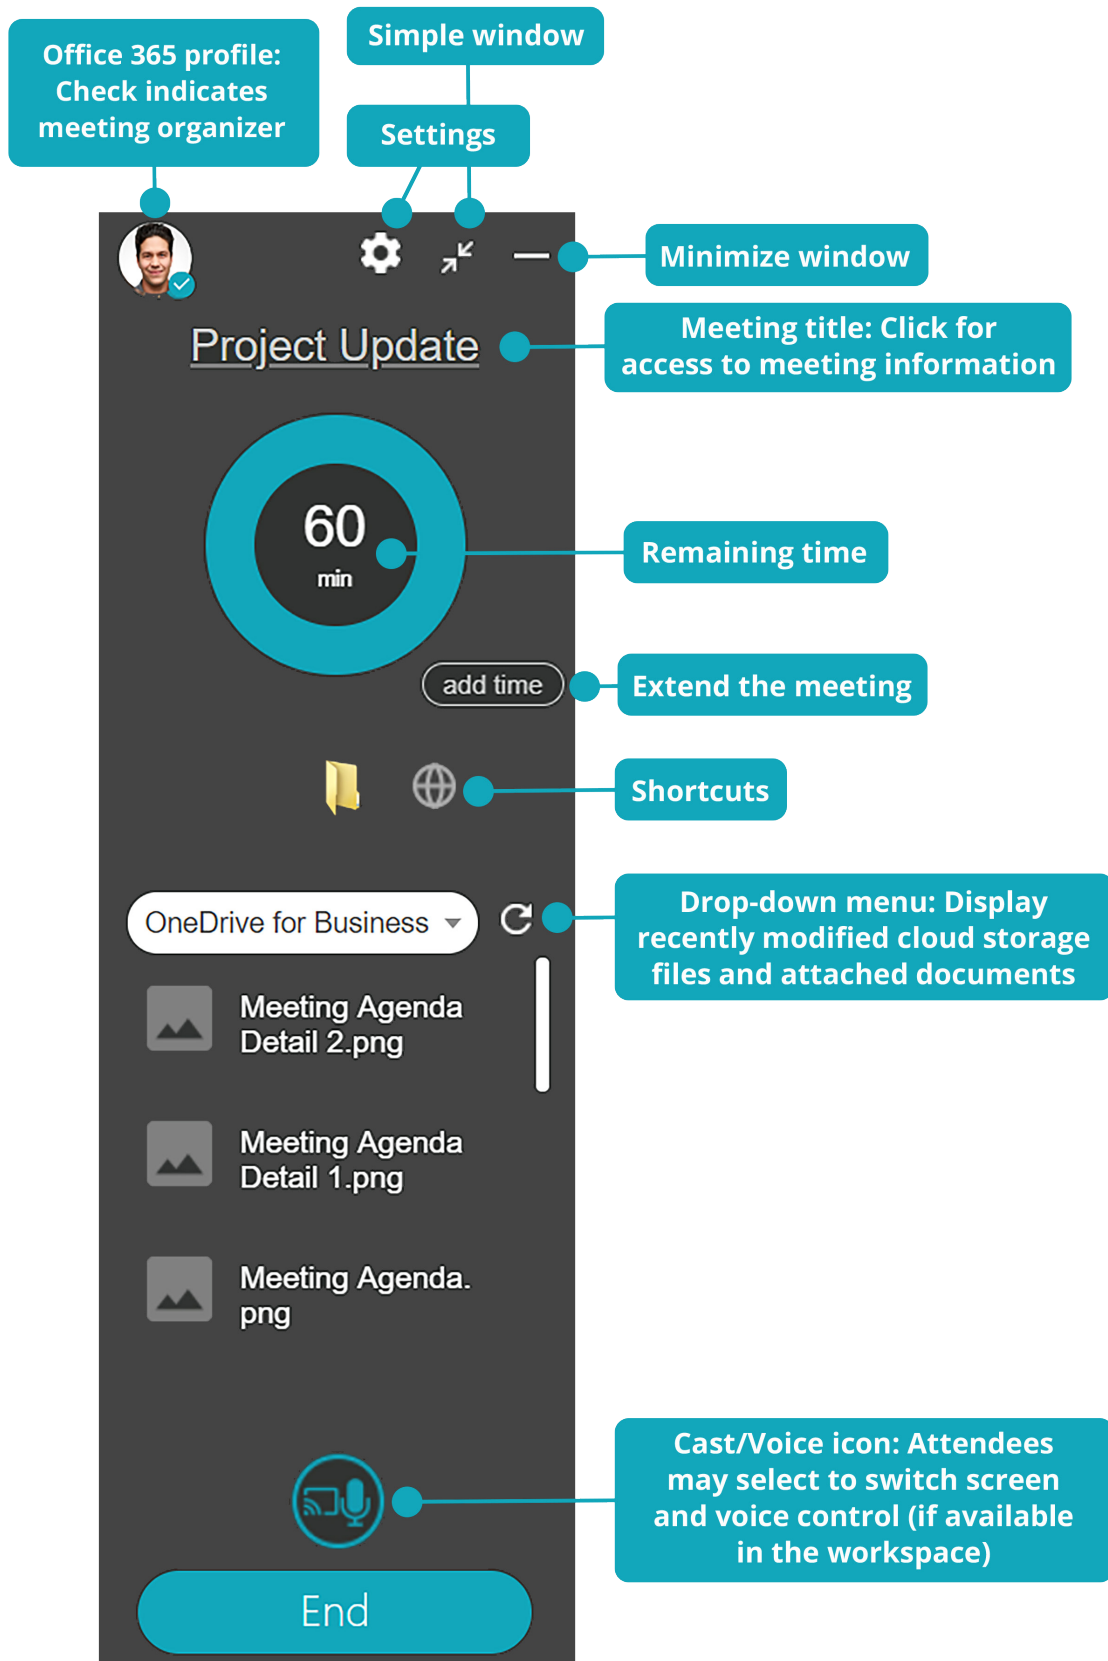 Simple window
Office 365 profile:
Check indicates
meeting organizer
Settings
Minimize window
Project Update
Meeting title: Click for
access to meeting information
60
min
Remaining time
add time
Extend the meeting
Shortcuts
OneDrive for Business
Drop-down menu: Display
recently modified cloud storage
files and attached documents
Meeting Agenda
Detail 2.png
Meeting Agenda
Detail 1.png
Meeting Agenda.
png
Cast/Voice icon: Attendees
may select to switch screen
and voice control (if available
in the workspace)
End